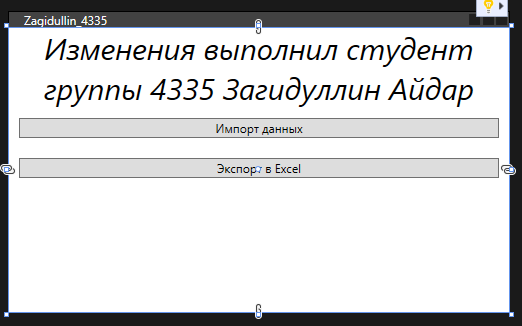 Zagidullin_4335
Изменения выполнил студент
группы 4335 Загидуллин Айдар
Импорт данных
Экспорт в Excel